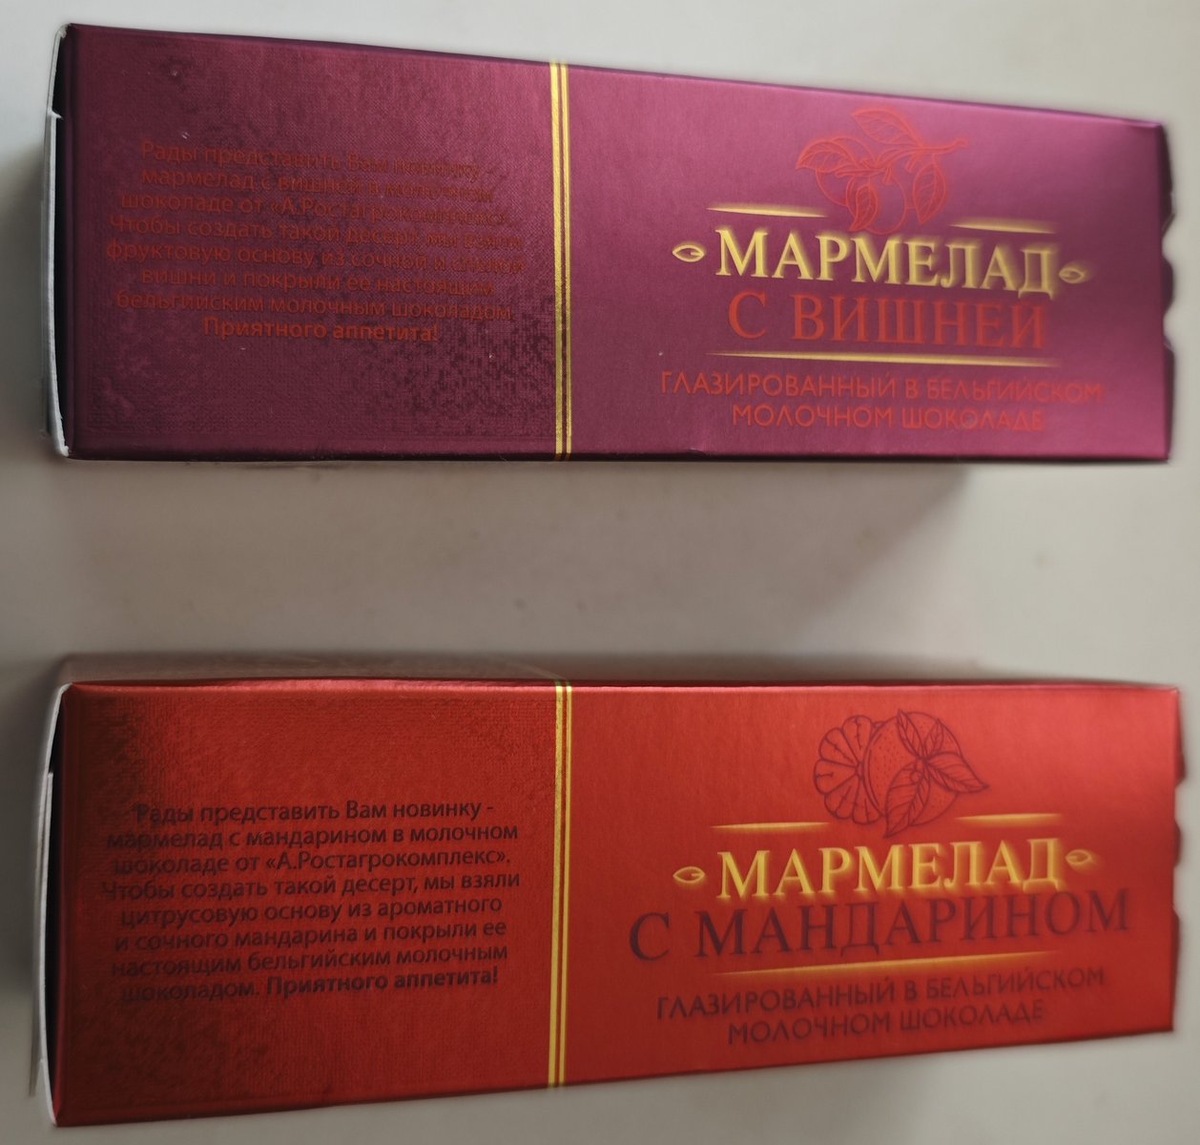 Рады представить Вам новинку -
мармелад с вишней в молочном
шоколаде от «А.Ростагрокомплекс».
Чтобы создать такой десерт, мы взяли
фруктовую основу из сочной и
вишни и покрыли ее настоящим
бельгийским молочным шоколадом.
Приятного аппетита!
МАРМЕЛАД
С ВИШНЕЙ
ГЛАЗИРОВАННЫЙ В БЕЛЬГИЙСКОМ
МОЛОЧНОМ ШОКОЛАДЕ
Рады представить Вам новинку -
мармелад с мандарином в молочном
шоколаде от «А.Ростагрокомплекс».
Чтобы создать такой десерт, мы взяли
цитрусовую основу из ароматного
и сочного мандарина и покрыли ее
настоящим бельгийским молочным
шоколадом. Приятного аппетита!
МАРМЕЛАД
С МАНДАРИНОМ
ГЛАЗИРОВАННЫЙ В БЕЛЬГИЙСКОМ
МОЛОЧНОМ ШОКОЛАДЕ